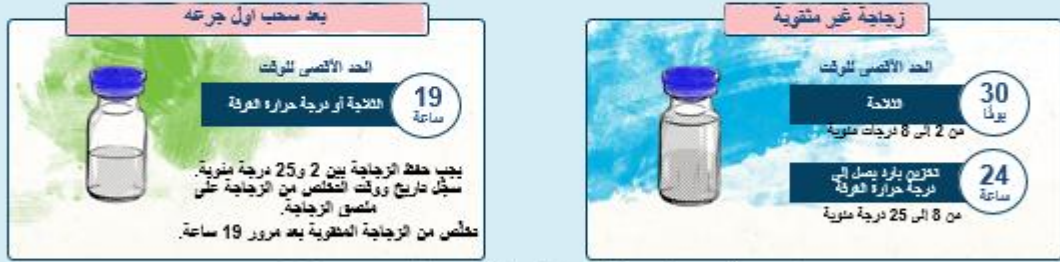 زجاجة غير مثقوبة
الحد الأقصى للوقت
30
يومًا
الثلاجة
من 2 إلى 8 درجات مئوية
24
ساعة
تخزين بارد يصل إلى
درجة حرارة الغرفة
من 8 إلى 25 درجة مئوية
بعد سحب اول جرعه
الحد الأقصى للوقت
19
ساعة
الثلاجة أو درجة حرارة الغرفة
يجب حفظ الزجاجة بين 2 و25 درجة مئوية.
سجّل تاريخ ووقت التخلص من الزجاجة على
ملصق الزجاجة.
تخلّص من الزجاجة المثقوبة بعد مرور 19 ساعة.